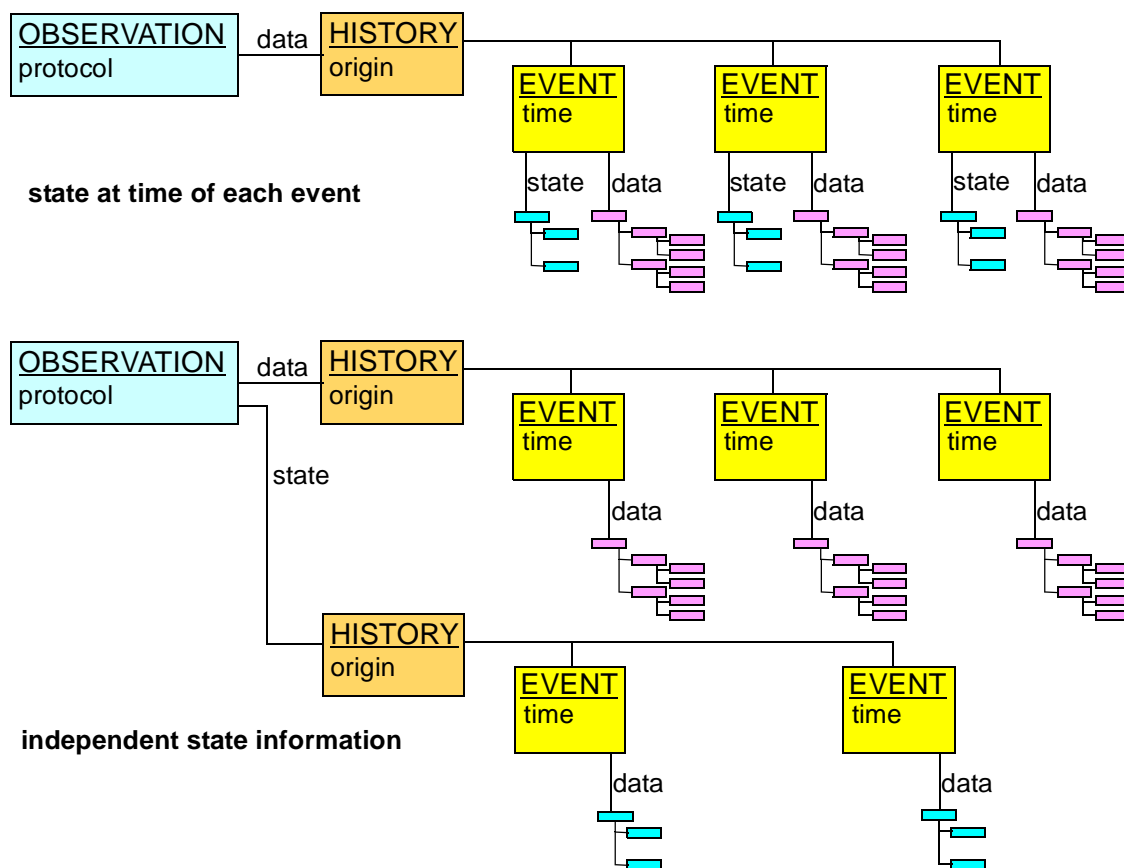 OBSERVATION
protocol
data
HISTORY
origin
EVENT
time
EVENT
time
EVENT
time
state at time of each event
state
data
state
data
state
data
OBSERVATION
protocol
data
state
HISTORY
origin
EVENT
time
EVENT
time
EVENT
time
data
data
data
HISTORY
origin
EVENT
time
EVENT
time
independent state information
data
data